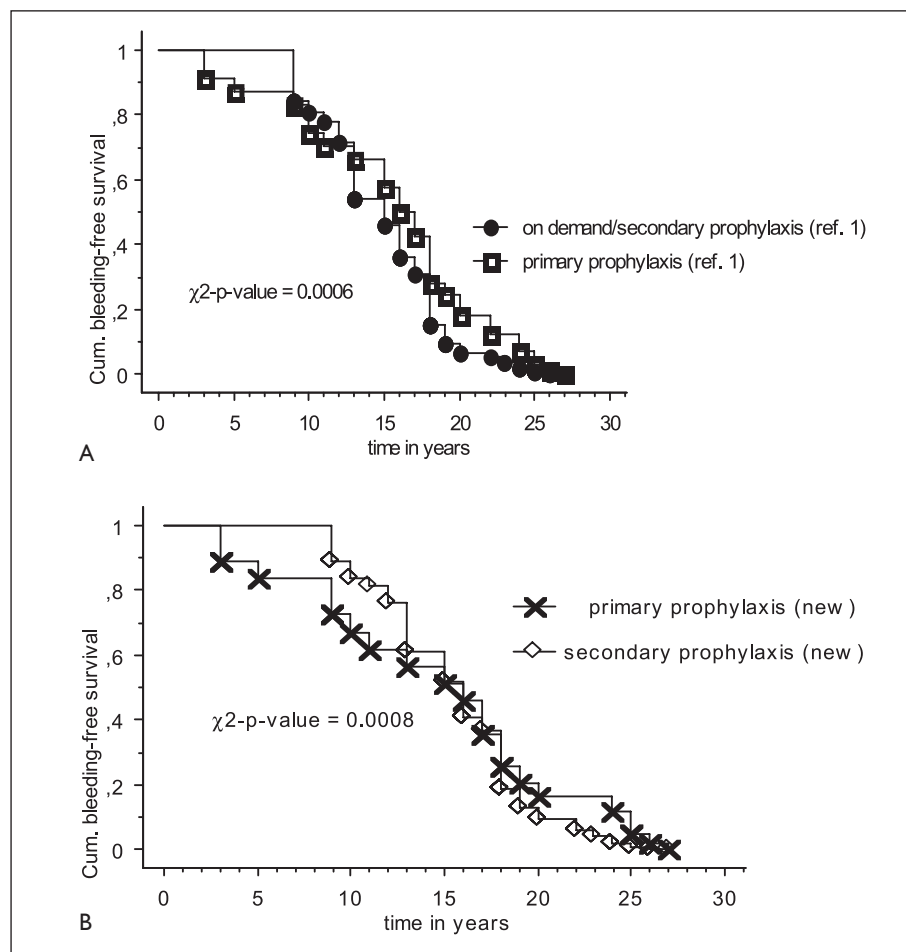 1
,8
,6
,4
,2
0
Cum. bleeding-free survival
on demand/secondary prophylaxis (ref. 1)
primary prophylaxis (ref. 1)
χ2-p-value = 0.0006
0 5 10 15 20 25 30
time in years
A
1
,8
,6
,4
,2
0
Cum. bleeding-free survival
primary prophylaxis (new)
secondary prophylaxis (new)
χ2-p-value = 0.0008
0 5 10 15 20 25 30
time in years
B